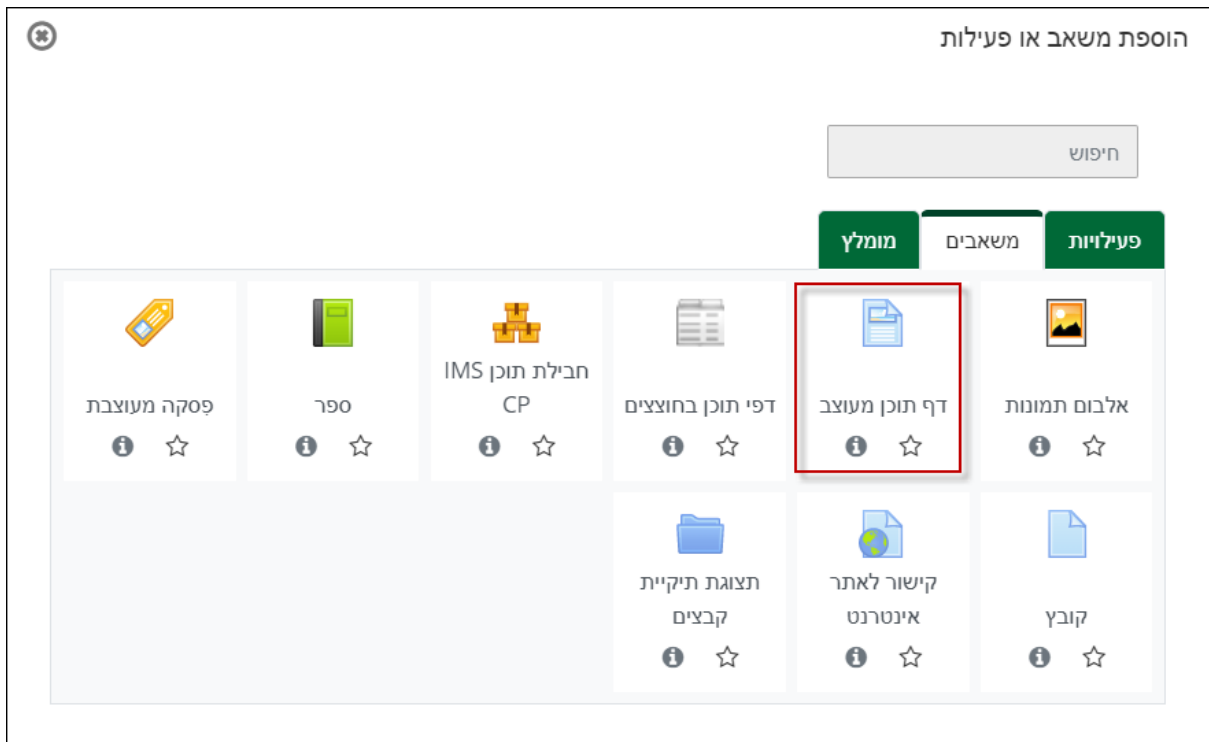 הוספת משאב או פעילות
חיפוש
פעילויות
משאבים
מומלץ
אלבום תמונות
דף תוכן מעוצב
דפי תוכן בחוצצים
חבילת תוכן IMS
CP
ספר
פִסקה מעוצבת
קובץ
קישור לאתר
אינטרנט
תצוגת תיקיית
קבצים